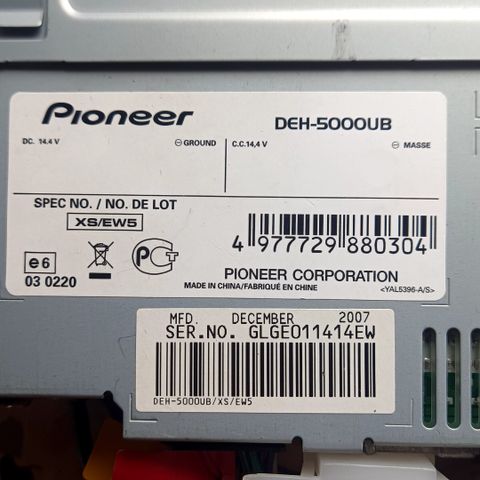 Pioneer
DEH-5000UB
DC. 14.4 V
⊖ GROUND
C.C.14,4 V
⊖ MASSE
SPEC NO. / NO. DE LOT
XS/EW5
e6
03 0220
PCT
4 977729 880304
PIONEER CORPORATION
MADE IN CHINA/FABRIQUÉ EN CHINE
<YAL5396-A/S>
MFD DECEMBER 2007
SER.NO. GLGE011414EW
DEH-5000UB/XS/EW5